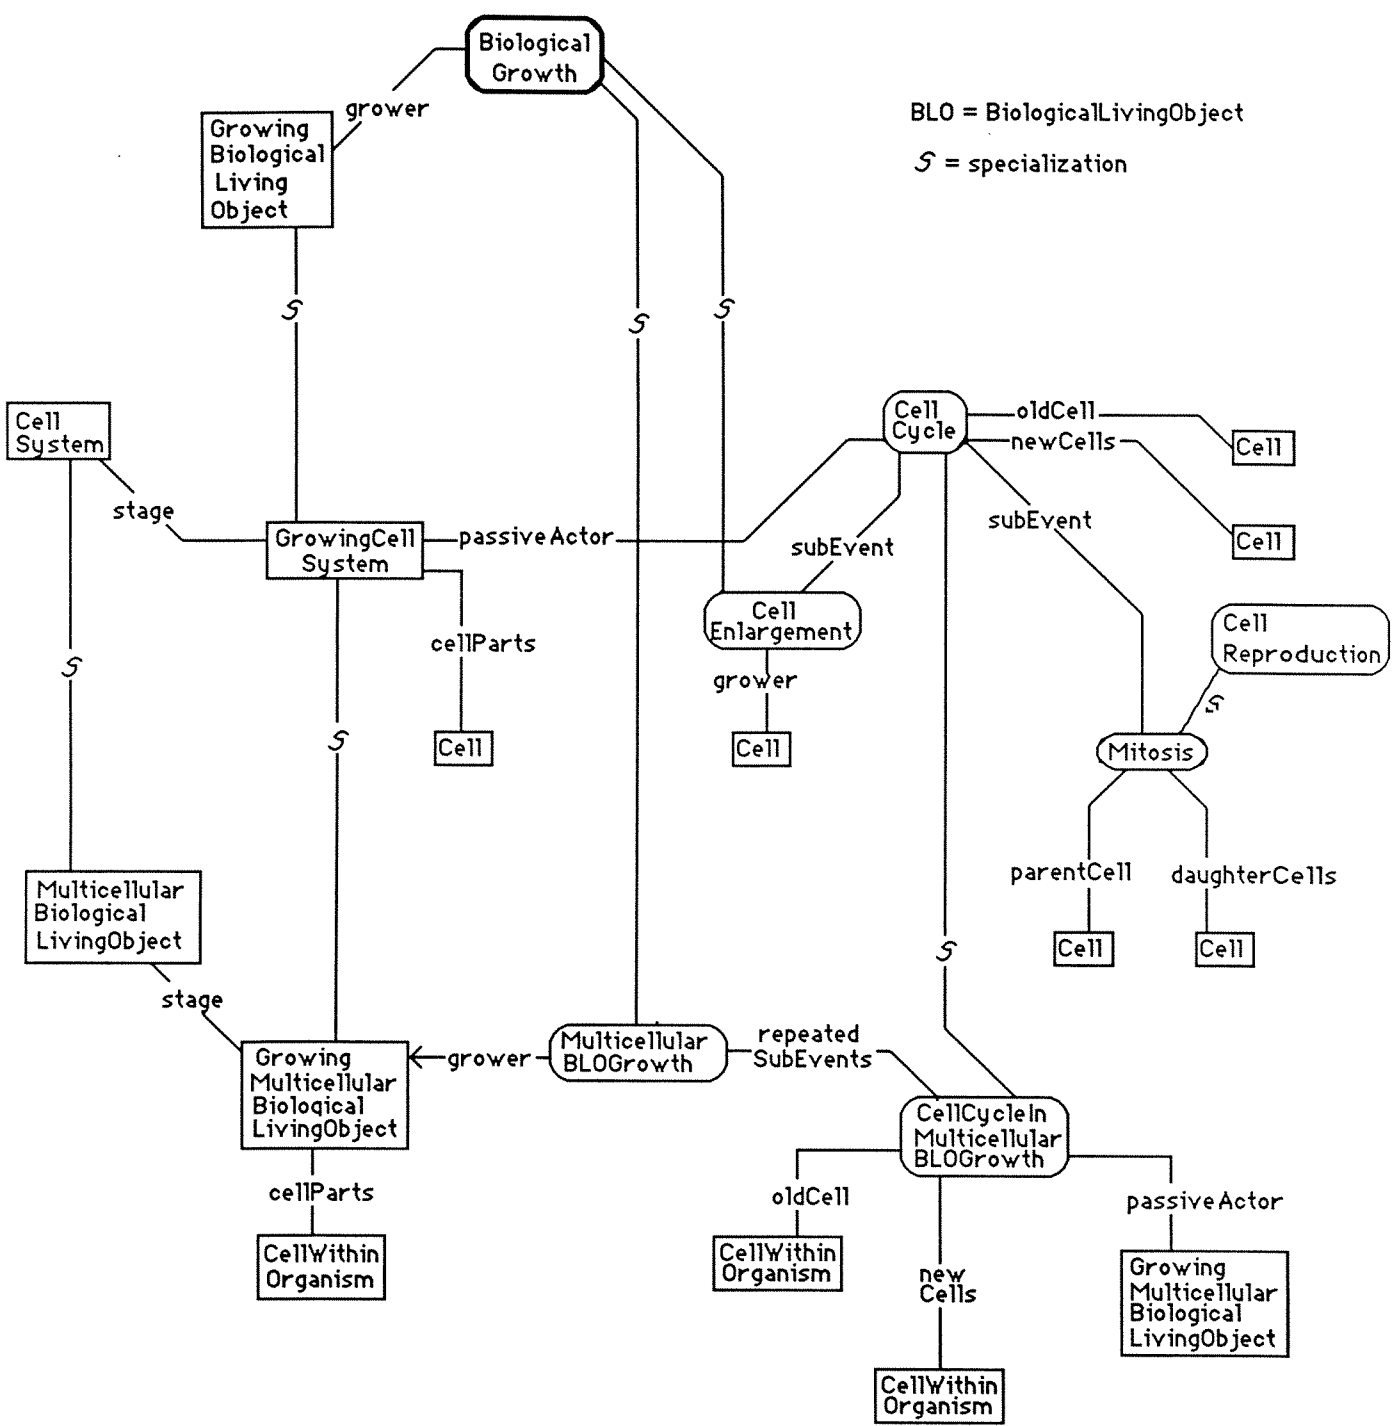 Biological
Growth
grower
BLO = BiologicalLivingObject
S = specialization
Growing
Biological
Living
Object
S
S
S
Cell
System
stage
GrowingCell
System
passiveActor
cellParts
Cell
S
S
Cell
Cycle
oldCell
Cell
newCells
Cell
subEvent
subEvent
Cell
Enlargement
grower
Cell
Cell
Reproduction
S
Mitosis
parentCell
daughterCells
Cell
Cell
S
Multicellular
Biological
LivingObject
stage
Growing
Multicellular
Biological
LivingObject
grower
Multicellular
BLOGrowth
repeated
SubEvents
CellCycleIn
Multicellular
BLOGrowth
cellParts
CellWithin
Organism
oldCell
CellWithin
Organism
new
Cells
CellWithin
Organism
passiveActor
Growing
Multicellular
Biological
LivingObject